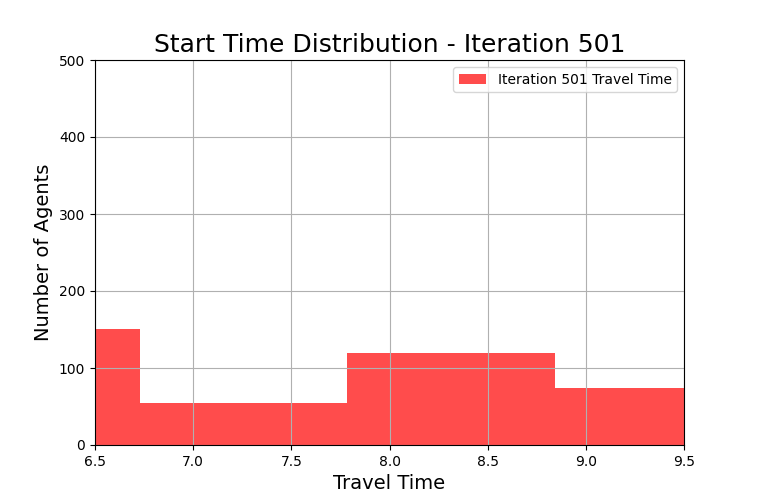 Start Time Distribution - Iteration 501
Iteration 501 Travel Time
Number of Agents
500
400
300
200
100
0
6.5 7.0 7.5 8.0 8.5 9.0 9.5
Travel Time